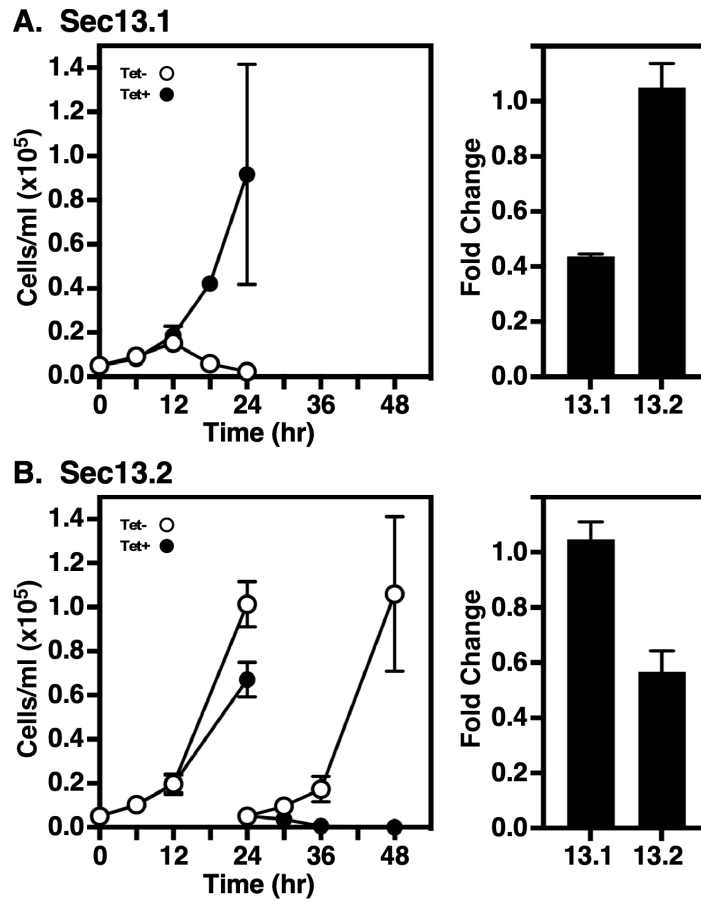 A. Sec13.1
Tet-
Tet+
Cells/ml (x10⁵)
1.4
1.2
1.0
0.8
0.6
0.4
0.2
0.0
0 12 24 36 48
Time (hr)
Fold Change
1.0
0.8
0.6
0.4
0.2
0.0
13.1 13.2
B. Sec13.2
Tet-
Tet+
Cells/ml (x10⁵)
1.4
1.2
1.0
0.8
0.6
0.4
0.2
0.0
0 12 24 36 48
Time (hr)
Fold Change
1.0
0.8
0.6
0.4
0.2
0.0
13.1 13.2